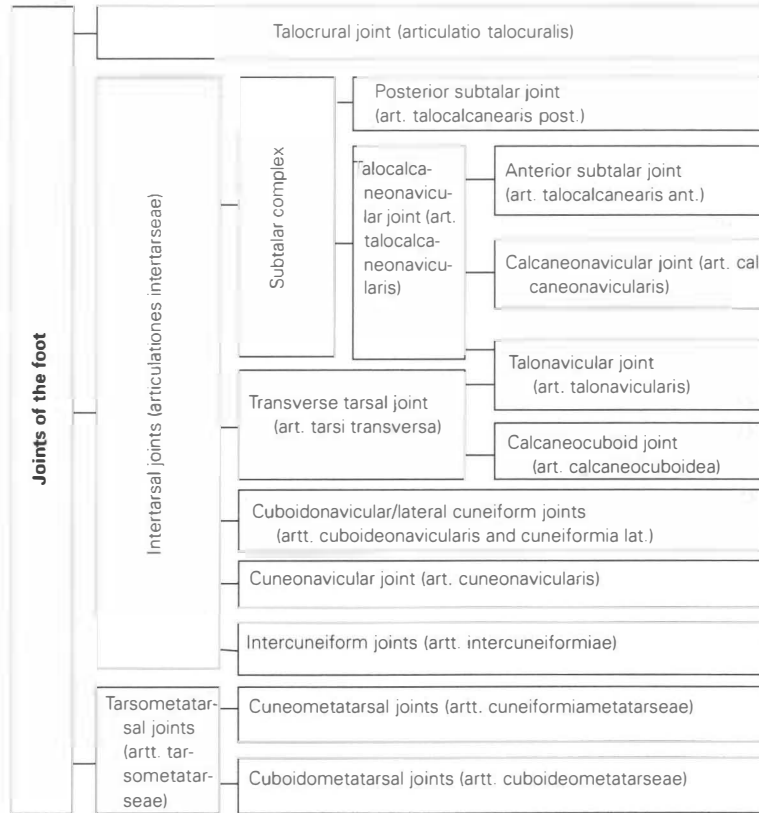 Joints of the foot
Talocrural joint (articulatio talocuralis)
Intertarsal joints (articulationes intertarseae)
Subtalar complex
Posterior subtalar joint
(art. talocalcanearis post.)
Talocalca-
neonavicu-
lar joint (art.
talocalca-
neonavicu-
laris)
Anterior subtalar joint
(art. talocalcanearis ant.)
Calcaneonavicular joint (art. cal
caneonavicularis)
Talonavicular joint
(art. talonavicularis)
Transverse tarsal joint
(art. tarsi transversa)
Calcaneocuboid joint
(art. calcaneocuboidea)
Cuboidonavicular/lateral cuneiform joints
(artt. cuboideonavicularis and cuneiformia lat.)
Cuneonavicular joint (art. cuneonavicularis)
Intercuneiform joints (artt. intercuneiformiae)
Tarsometatar-
sal joints
(artt. tar-
sometatar-
seae)
Cuneometatarsal joints (artt. cuneiformiametatarseae)
Cuboidometatarsal joints (artt. cuboideometatarseae)